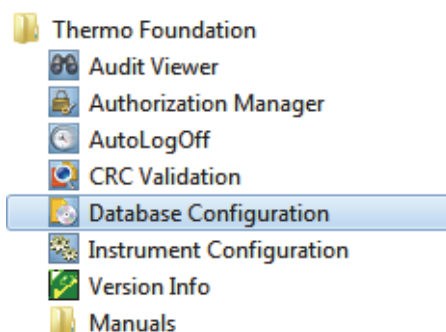 Thermo Foundation
Audit Viewer
Authorization Manager
AutoLogOff
CRC Validation
Database Configuration
Instrument Configuration
Version Info
Manuals